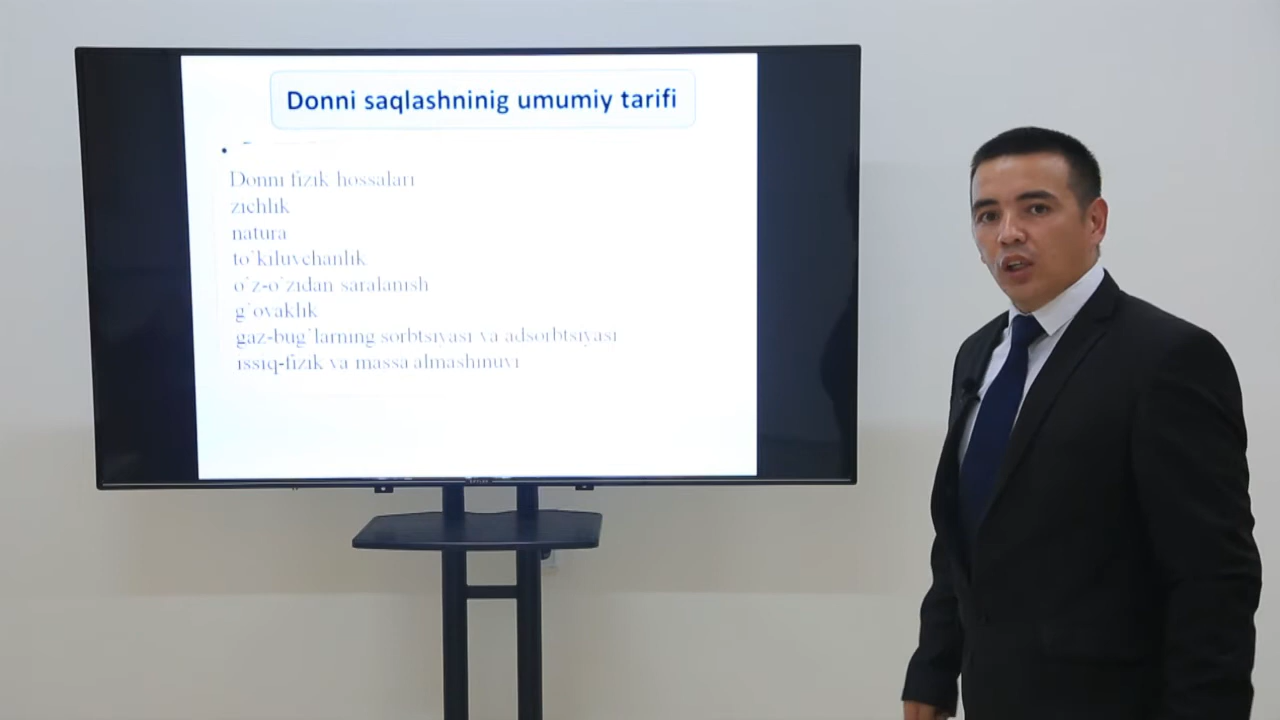 Donni saqlashninig umumiy tarifi
Donni fizik hossalari
zichlik
natura
to`kiluvchanlik
o`z-o`zidan saralanish
g`ovaklik
gaz-bug`larning sorbtsiyasi va adsorbtsiyasi
issiq-fizik va massa almashinuvi